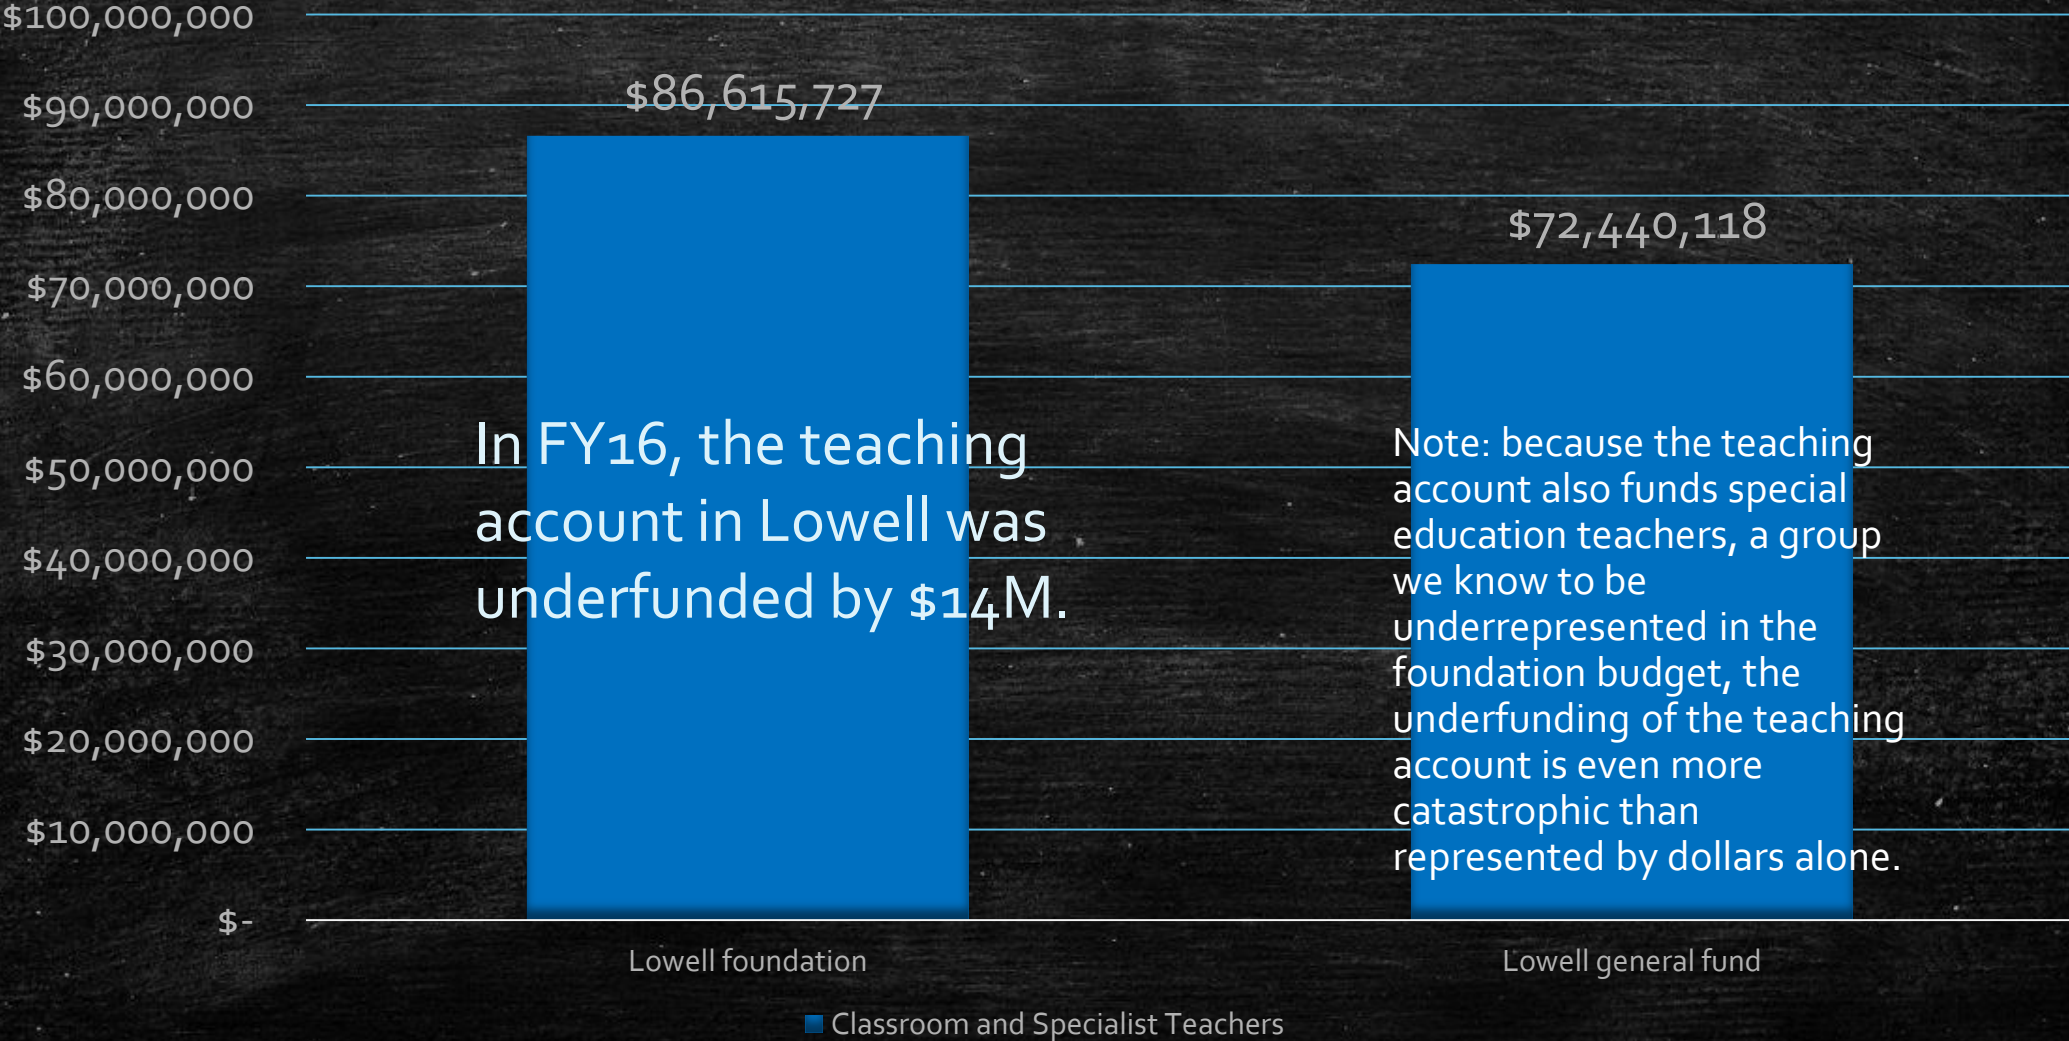 $100,000,000
$90,000,000
$80,000,000
$70,000,000
$60,000,000
$50,000,000
$40,000,000
$30,000,000
$20,000,000
$10,000,000
$-
$86,615,727
$72,440,118
In FY16, the teaching
account in Lowell was
underfunded by $14M.
Note: because the teaching
account also funds special
education teachers, a group
we know to be
underrepresented in the
foundation budget, the
underfunding of the teaching
account is even more
catastrophic than
represented by dollars alone.
Lowell foundation
Lowell general fund
Classroom and Specialist Teachers